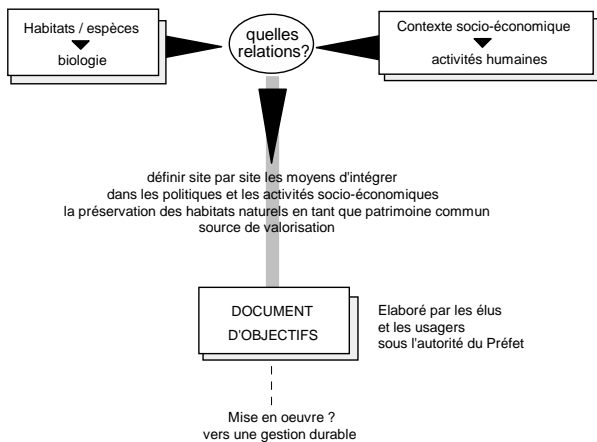 Habitats / espèces
biologie
quelles
relations?
Contexte socio-économique
activités humaines
définir site par site les moyens d'intégrer
dans les politiques et les activités socio-économiques
la préservation des habitats naturels en tant que patrimoine commun
source de valorisation
DOCUMENT
D'OBJECTIFS
Elaboré par les élus
et les usagers
sous l'autorité du Préfet
Mise en oeuvre ?
vers une gestion durable